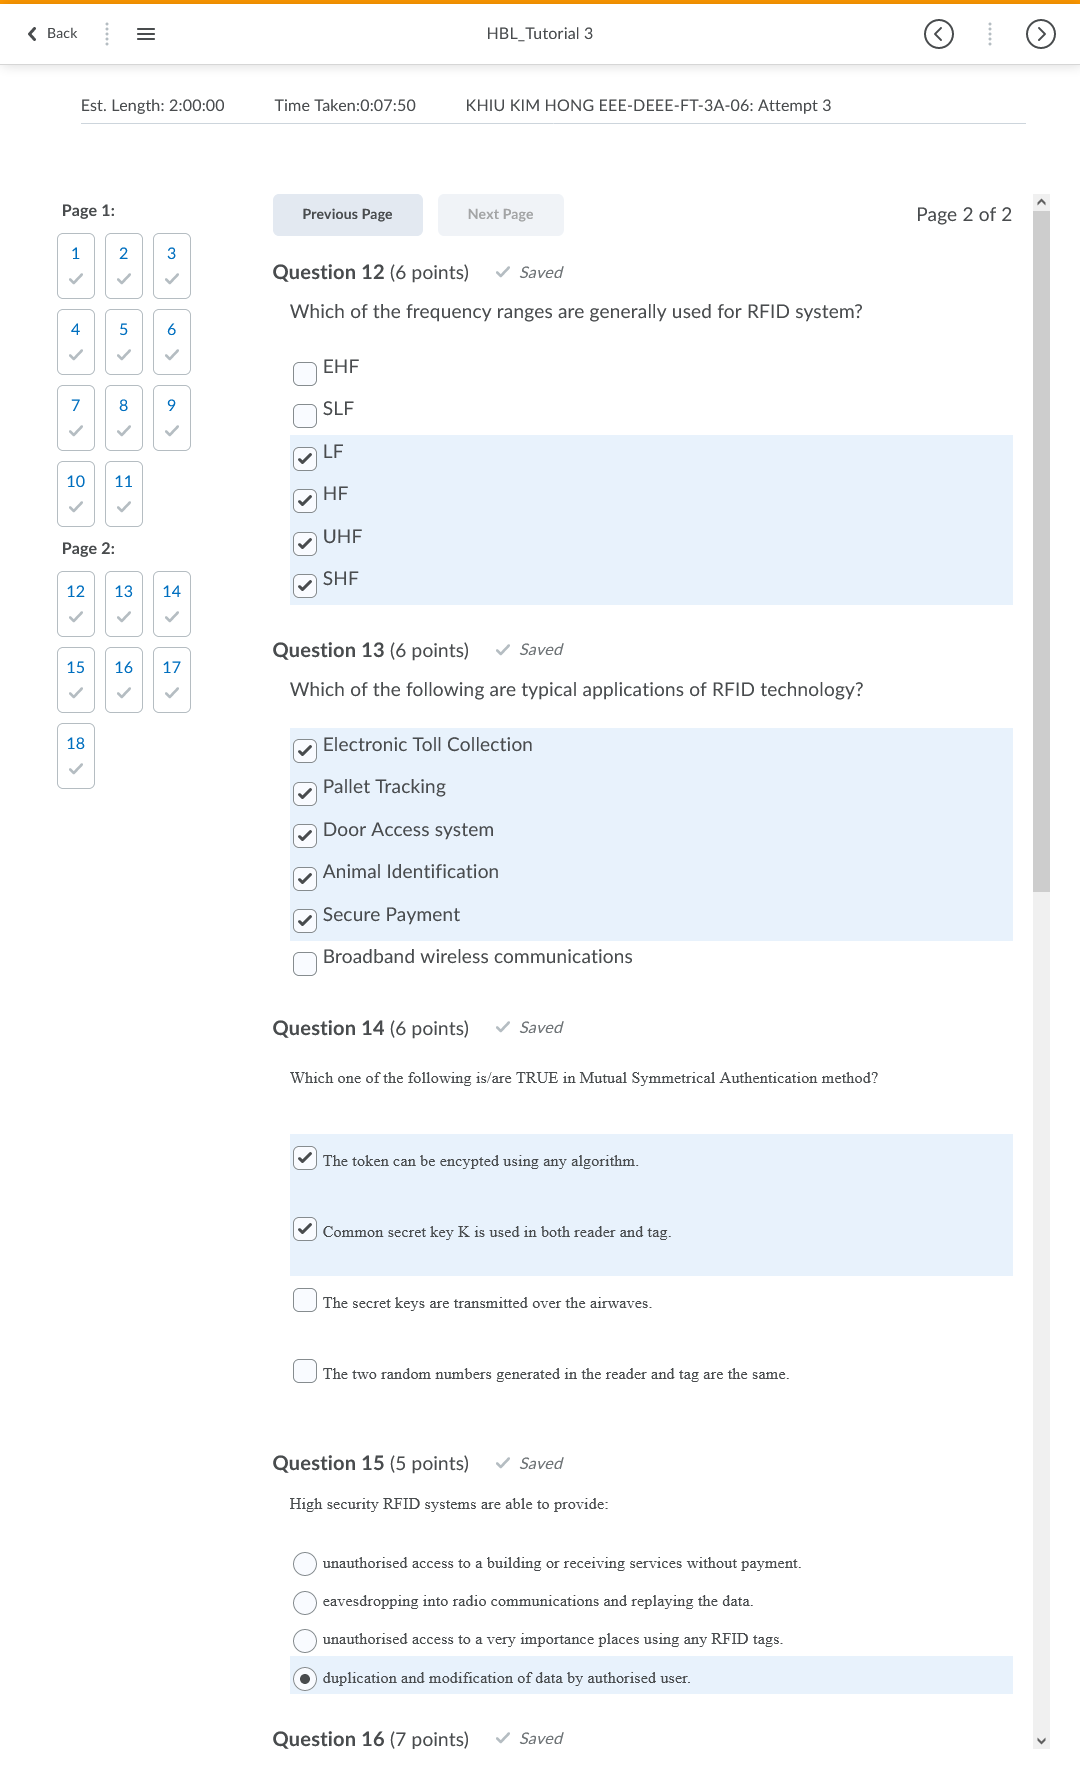 Back
HBL_Tutorial 3
Est. Length: 2:00:00 Time Taken:0:07:50 KHIU KIM HONG EEE-DEEE-FT-3A-06: Attempt 3
Page 1:
1 2 3
4 5 6
7 8 9
10 11
Page 2:
12 13 14
15 16 17
18
Previous Page Next Page Page 2 of 2
Question 12 (6 points) Saved
Which of the frequency ranges are generally used for RFID system?
EHF
SLF
LF
HF
UHF
SHF
Question 13 (6 points) Saved
Which of the following are typical applications of RFID technology?
Electronic Toll Collection
Pallet Tracking
Door Access system
Animal Identification
Secure Payment
Broadband wireless communications
Question 14 (6 points) Saved
Which one of the following is/are TRUE in Mutual Symmetrical Authentication method?
The token can be encypted using any algorithm.
Common secret key K is used in both reader and tag.
The secret keys are transmitted over the airwaves.
The two random numbers generated in the reader and tag are the same.
Question 15 (5 points) Saved
High security RFID systems are able to provide:
unauthorised access to a building or receiving services without payment.
eavesdropping into radio communications and replaying the data.
unauthorised access to a very importance places using any RFID tags.
duplication and modification of data by authorised user.
Question 16 (7 points) Saved